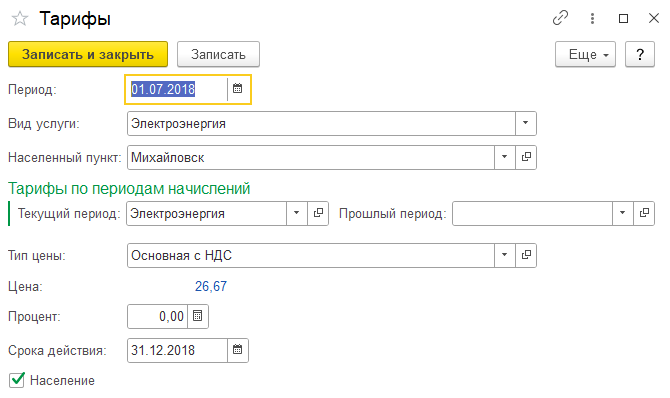 Тарифы
Записать и закрыть Записать Еще ?
Период: 01.07.2018
Вид услуги: Электроэнергия
Населенный пункт: Михайловск
Тарифы по периодам начислений
Текущий период: Электроэнергия Прошлый период:
Тип цены: Основная с НДС
Цена: 26,67
Процент: 0,00
Срока действия: 31.12.2018
Население